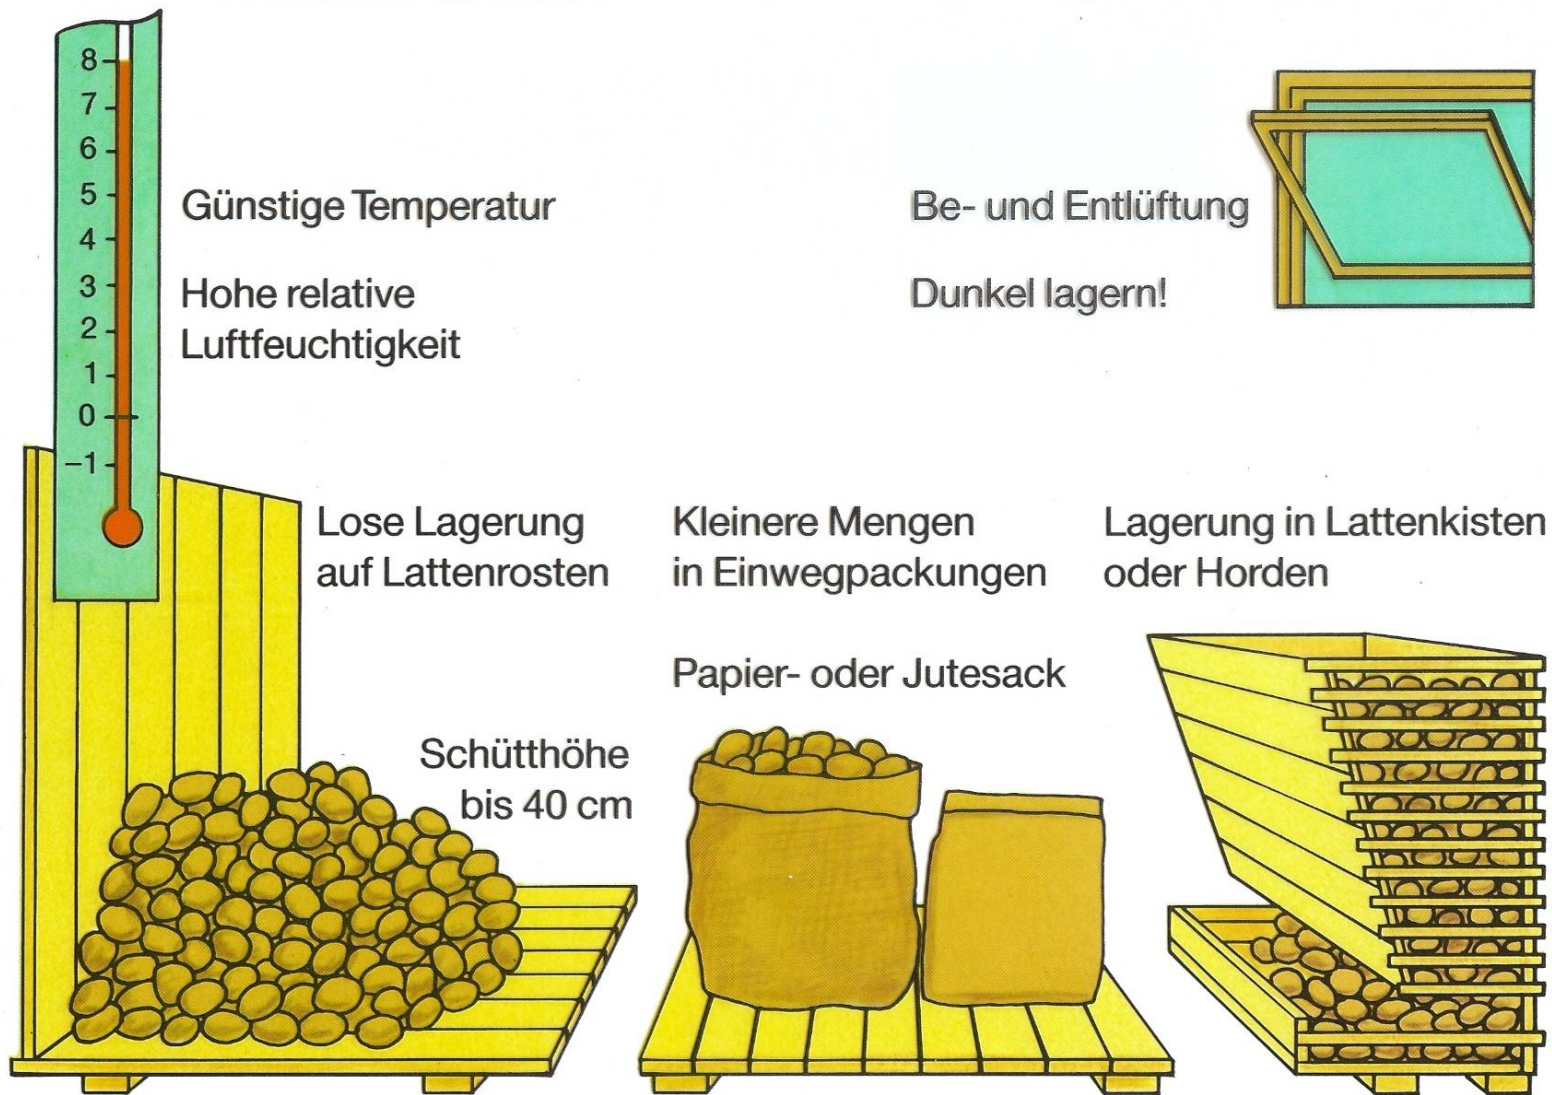 8
7
6
5
4
3
2
1
0
–1
Günstige Temperatur
Hohe relative
Luftfeuchtigkeit
Be- und Entlüftung
Dunkel lagern!
Lose Lagerung
auf Lattenrosten
Schütthöhe
bis 40 cm
Kleinere Mengen
in Einwegpackungen
Papier- oder Jutesack
Lagerung in Lattenkisten
oder Horden